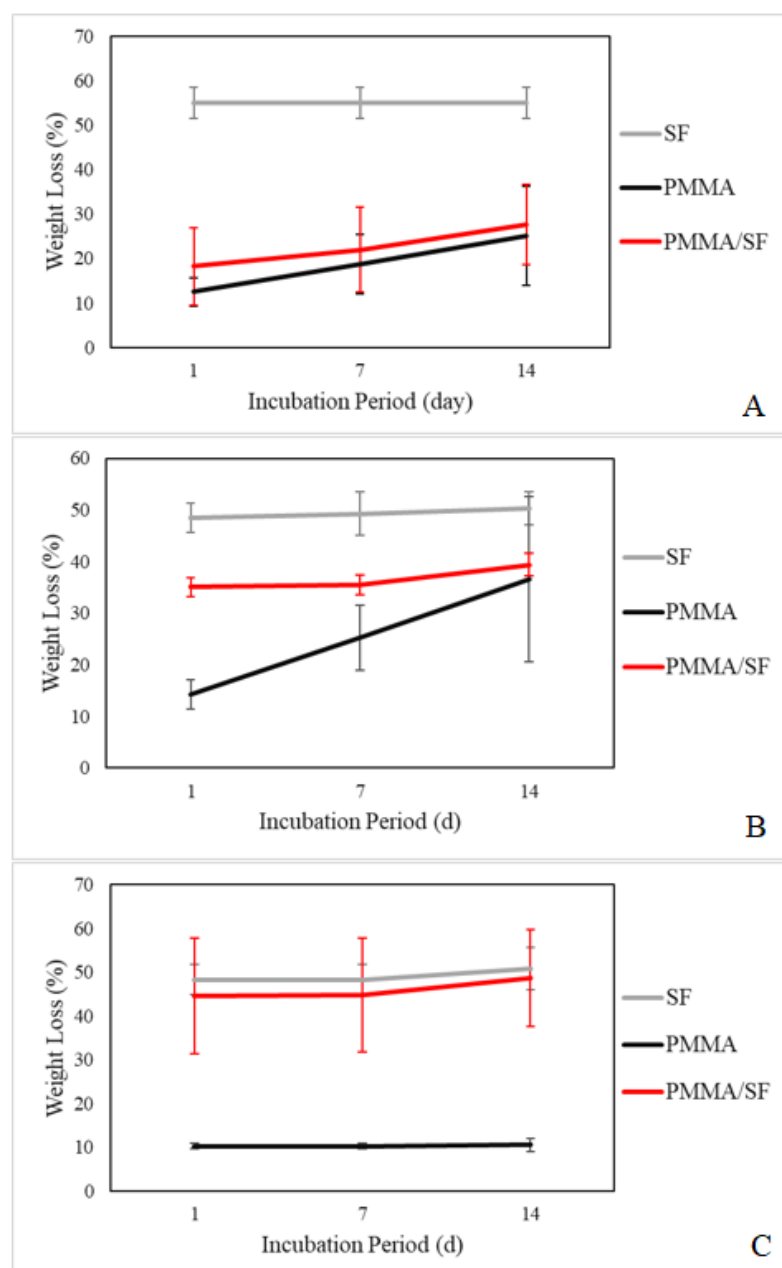 70
60
50
40
30
20
10
0
Weight Loss (%)
1 7 14
Incubation Period (day)
SF
PMMA
PMMA/SF
A
60
50
40
30
20
10
0
Weight Loss (%)
1 7 14
Incubation Period (d)
SF
PMMA
PMMA/SF
B
70
60
50
40
30
20
10
0
Weight Loss (%)
1 7 14
Incubation Period (d)
SF
PMMA
PMMA/SF
C